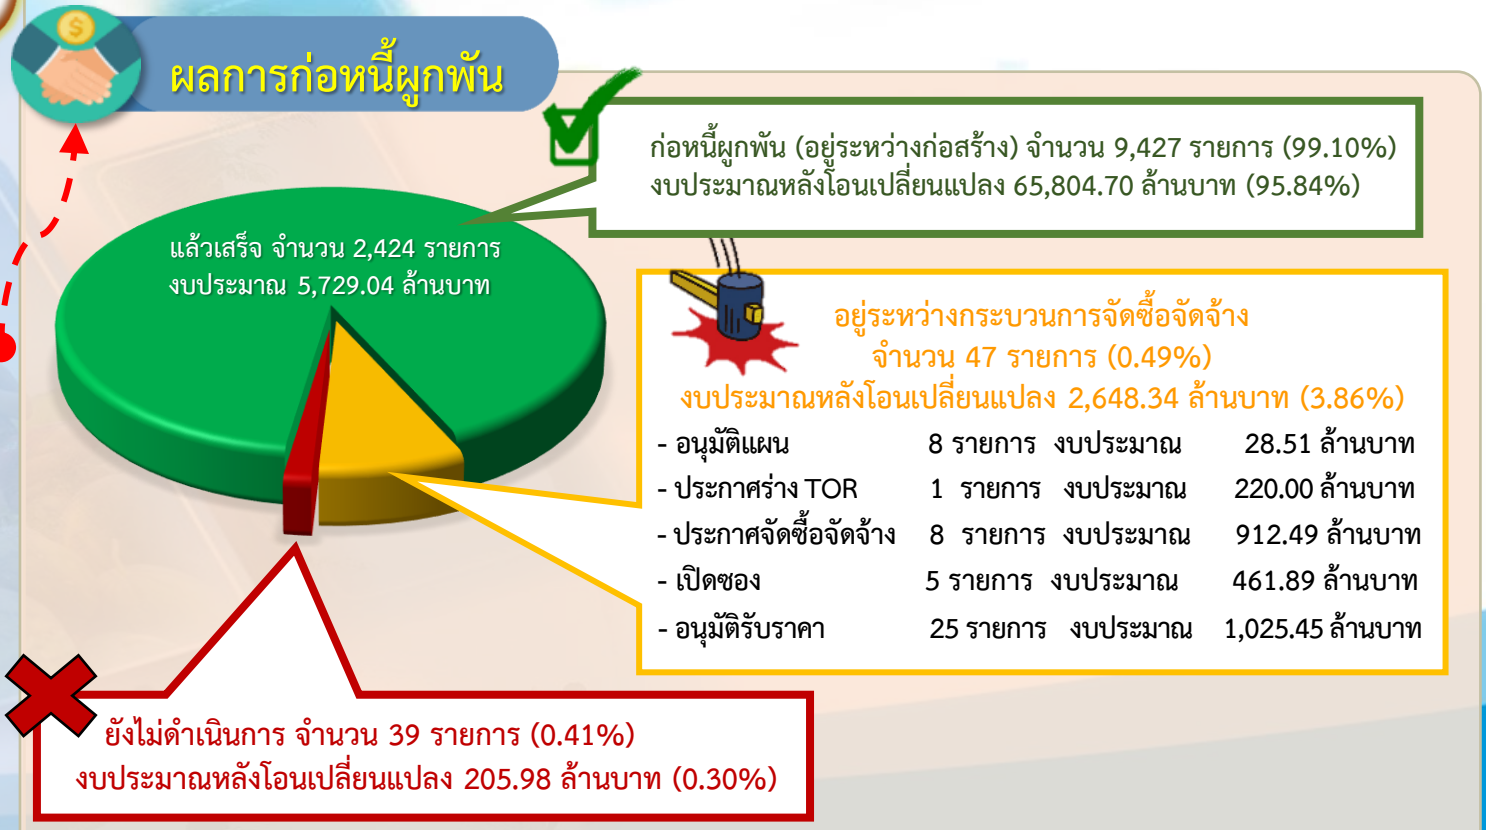 ผลการก่อหนี้ผูกพัน
ก่อหนี้ผูกพัน (อยู่ระหว่างก่อสร้าง) จำนวน 9,427 รายการ (99.10%)
งบประมาณหลังโอนเปลี่ยนแปลง 65,804.70 ล้านบาท (95.84%)
แล้วเสร็จ จำนวน 2,424 รายการ
งบประมาณ 5,729.04 ล้านบาท
อยู่ระหว่างกระบวนการจัดซื้อจัดจ้าง
จำนวน 47 รายการ (0.49%)
งบประมาณหลังโอนเปลี่ยนแปลง 2,648.34 ล้านบาท (3.86%)
- อนุมัติแผน 8 รายการ งบประมาณ 28.51 ล้านบาท
- ประกาศร่าง TOR 1 รายการ งบประมาณ 220.00 ล้านบาท
- ประกาศจัดซื้อจัดจ้าง 8 รายการ งบประมาณ 912.49 ล้านบาท
- เปิดซอง 5 รายการ งบประมาณ 461.89 ล้านบาท
- อนุมัติรับราคา 25 รายการ งบประมาณ 1,025.45 ล้านบาท
ยังไม่ดำเนินการ จำนวน 39 รายการ (0.41%)
งบประมาณหลังโอนเปลี่ยนแปลง 205.98 ล้านบาท (0.30%)